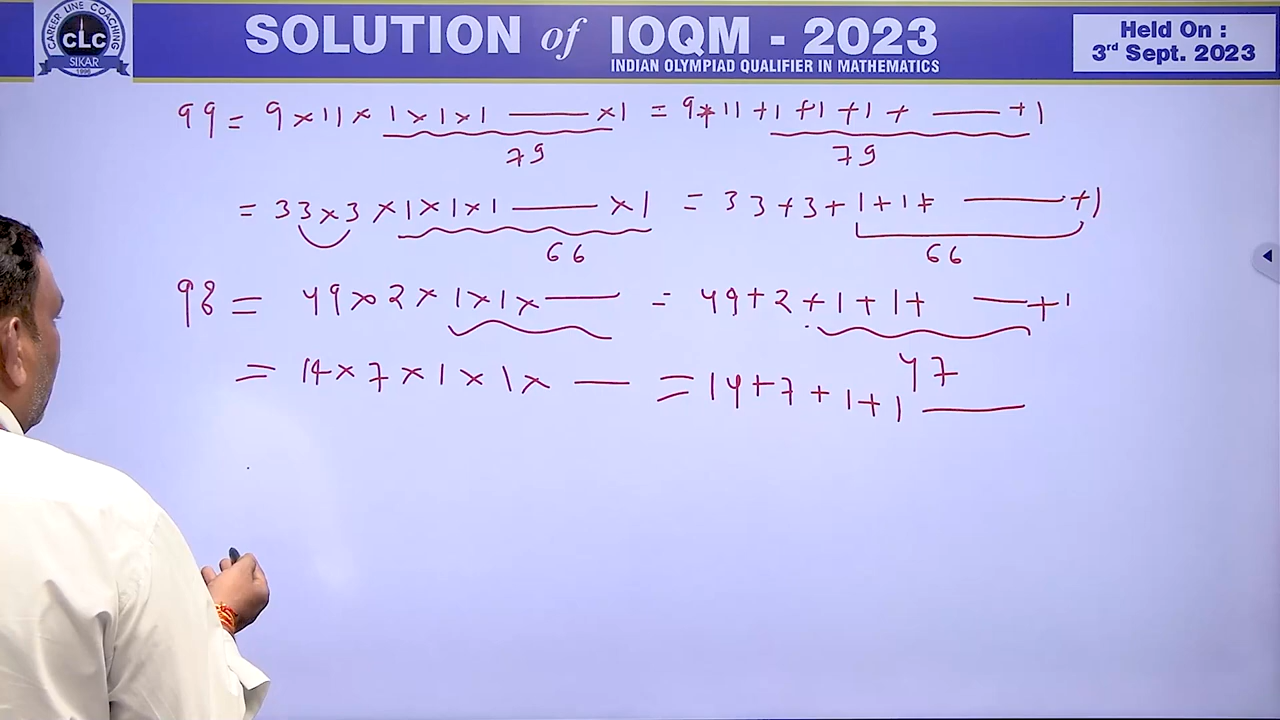 CAREER LINE COACHING
CLC
SIKAR
1996
SOLUTION of IOQM - 2023
INDIAN OLYMPIAD QUALIFIER IN MATHEMATICS
Held On :
3rd Sept. 2023
99 = 9 × 11 × 1 × 1 × 1 —— × 1 = 9 + 11 + 1 + 1 + 1 + —— + 1
79 79
= 33 × 3 × 1 × 1 × 1 —— × 1 = 33 + 3 + 1 + 1 + —— + 1
66 66
98 = 49 × 2 × 1 × 1 × —— = 49 + 2 + 1 + 1 + —— + 1
47
= 14 × 7 × 1 × 1 × —— = 14 + 7 + 1 + 1 ——